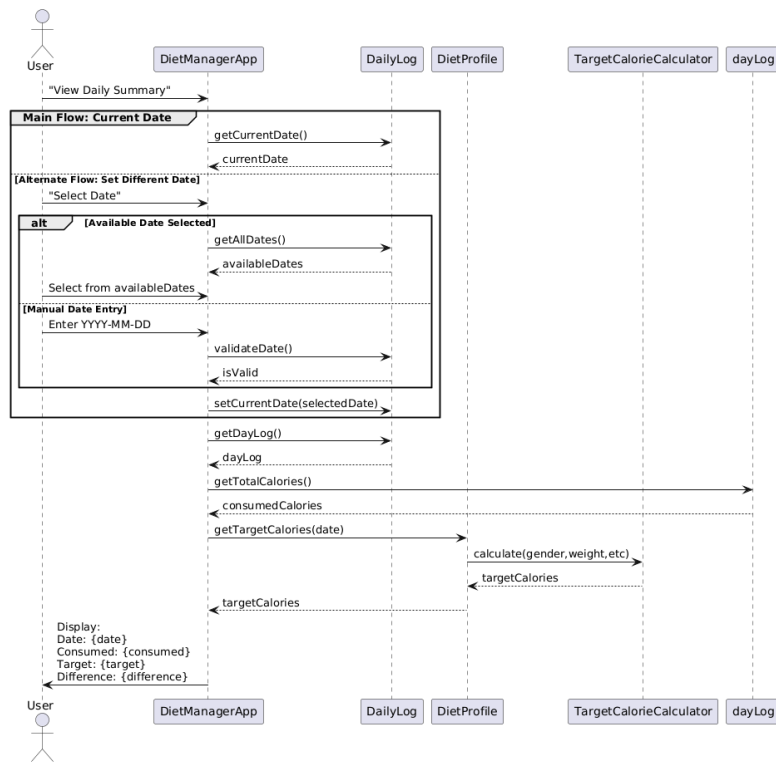 User
DietManagerApp
DailyLog
DietProfile
TargetCalorieCalculator
dayLog
"View Daily Summary"
Main Flow: Current Date
getCurrentDate()
currentDate
[Alternate Flow: Set Different Date]
"Select Date"
alt
[Available Date Selected]
getAllDates()
availableDates
Select from availableDates
[Manual Date Entry]
Enter YYYY-MM-DD
validateDate()
isValid
setCurrentDate(selectedDate)
getDayLog()
dayLog
getTotalCalories()
consumedCalories
getTargetCalories(date)
calculate(gender,weight,etc)
targetCalories
targetCalories
Display:
Date: {date}
Consumed: {consumed}
Target: {target}
Difference: {difference}
User
DietManagerApp
DailyLog
DietProfile
TargetCalorieCalculator
dayLog